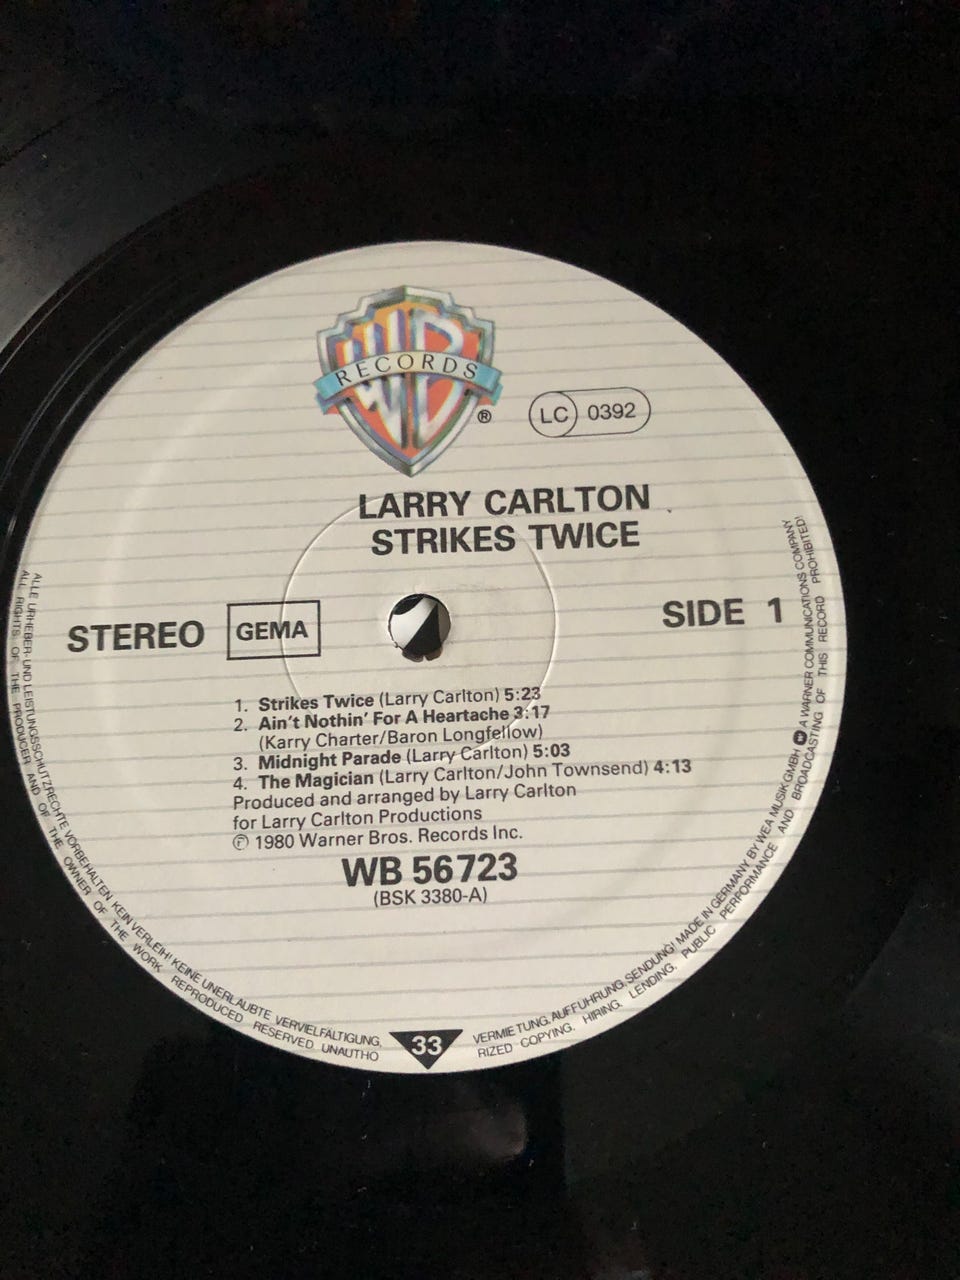 WB
RECORDS
®
LC 0392
LARRY CARLTON
STRIKES TWICE
STEREO GEMA
SIDE 1
1. Strikes Twice (Larry Carlton) 5:23
2. Ain't Nothin' For A Heartache 3:17
(Karry Charter/Baron Longfellow)
3. Midnight Parade (Larry Carlton) 5:03
4. The Magician (Larry Carlton/John Townsend) 4:13
Produced and arranged by Larry Carlton
for Larry Carlton Productions
℗ 1980 Warner Bros. Records Inc.
WB 56 723
(BSK 3380-A)
ALLE URHEBER- UND LEISTUNGSSCHUTZRECHTE VORBEHALTEN KEIN VERLEIH! KEINE UNERLAUBTE VERVIELFÄLTIGUNG,
ALL RIGHTS OF THE PRODUCER AND OF THE OWNER OF THE WORK REPRODUCED RESERVED UNAUTHO
33
VERMIETUNG, AUFFÜHRUNG, SENDUNG! MADE IN GERMANY BY WEA MUSIK GMBH A WARNER COMMUNICATIONS COMPANY
RIZED COPYING. HIRING. LENDING. PUBLIC PERFORMANCE AND BROADCASTING OF THIS RECORD PROHIBITED!